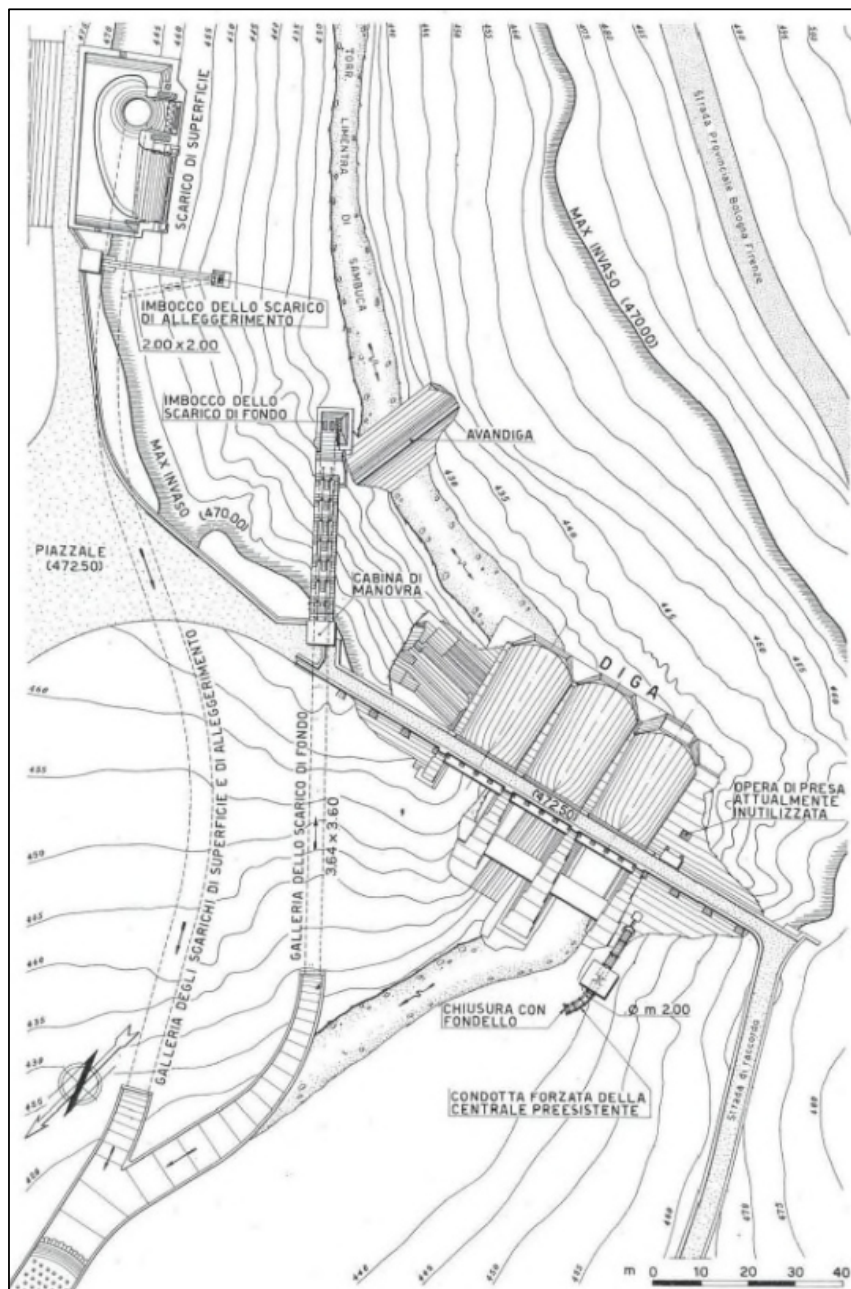 TORR. LIMENTRA DI SAMBUCA
Strada Provinciale Bologna Firenze
SCARICO DI SUPERFICIE
MAX INVASO (470.00)
IMBOCCO DELLO SCARICO
DI ALLEGGERIMENTO
2.00 x 2.00
IMBOCCO DELLO
SCARICO DI FONDO
AVANDIGA
MAX INVASO (470.00)
PIAZZALE
(472.50)
CABINA DI
MANOVRA
DIGA
(472.50)
OPERA DI PRESA
ATTUALMENTE
INUTILIZZATA
GALLERIA DEGLI SCARICHI DI SUPERFICIE E DI ALLEGGERIMENTO
GALLERIA DELLO SCARICO DI FONDO
3.64 x 3.60
CHIUSURA CON
FONDELLO
Ø m 2.00
CONDOTTA FORZATA DELLA
CENTRALE PREESISTENTE
Strada di raccordo
m 0 10 20 30 40